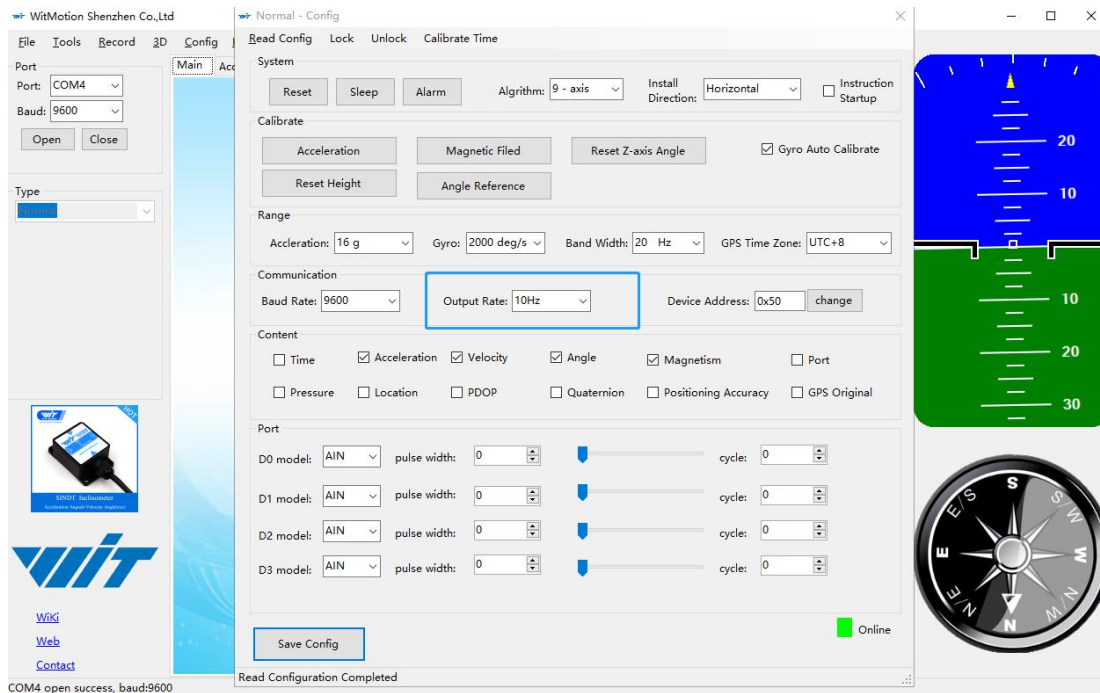 WitMotion Shenzhen Co.,Ltd
File Tools Record 3D Config
Port
Port: COM4
Baud: 9600
Open Close
Type
Normal
HOT
WIT
SINDT Inclinometer
WIT
WiKi
Web
Contact
COM4 open success, baud:9600
Main Acc
Normal - Config
Read Config Lock Unlock Calibrate Time
System
Reset Sleep Alarm Algrithm: 9 - axis Install Direction: Horizontal Instruction Startup
Calibrate
Acceleration Magnetic Filed Reset Z-axis Angle Gyro Auto Calibrate
Reset Height Angle Reference
Range
Accleration: 16 g Gyro: 2000 deg/s Band Width: 20 Hz GPS Time Zone: UTC+8
Communication
Baud Rate: 9600 Output Rate: 10Hz Device Address: 0x50 change
Content
Time Acceleration Velocity Angle Magnetism Port
Pressure Location PDOP Quaternion Positioning Accuracy GPS Original
Port
D0 model: AIN pulse width: 0 cycle: 0
D1 model: AIN pulse width: 0 cycle: 0
D2 model: AIN pulse width: 0 cycle: 0
D3 model: AIN pulse width: 0 cycle: 0
Save Config Online
Read Configuration Completed
20
10
10
20
30
S
E/S
S W
E
W
N/E
N/W
N